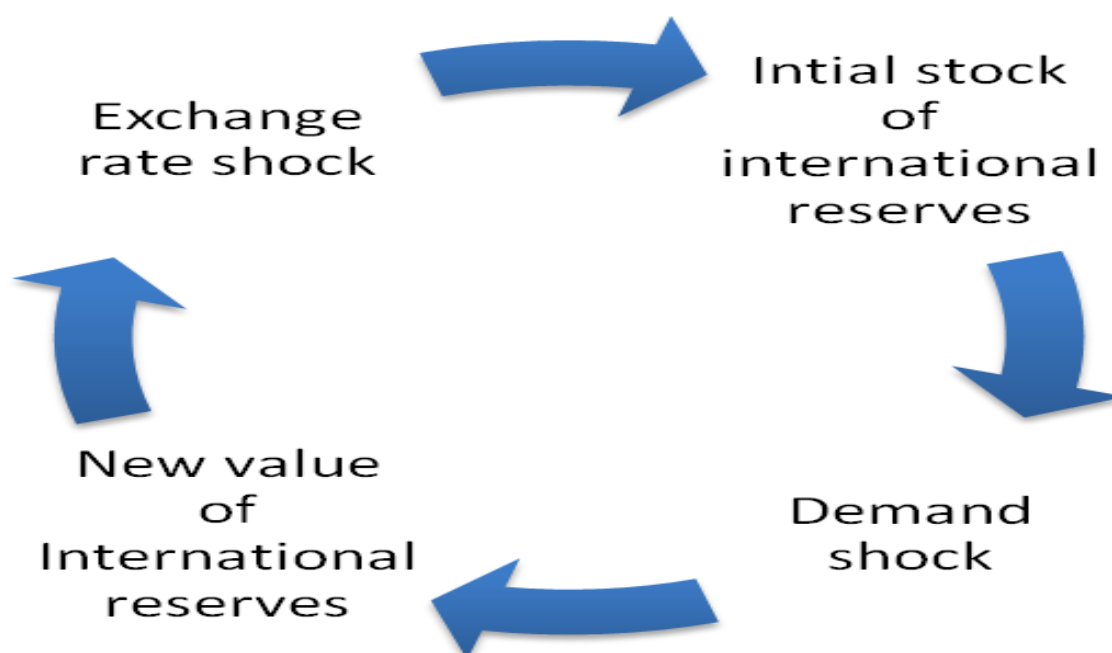 Exchange
rate shock
Intial stock
of
international
reserves
Demand
shock
New value
of
International
reserves